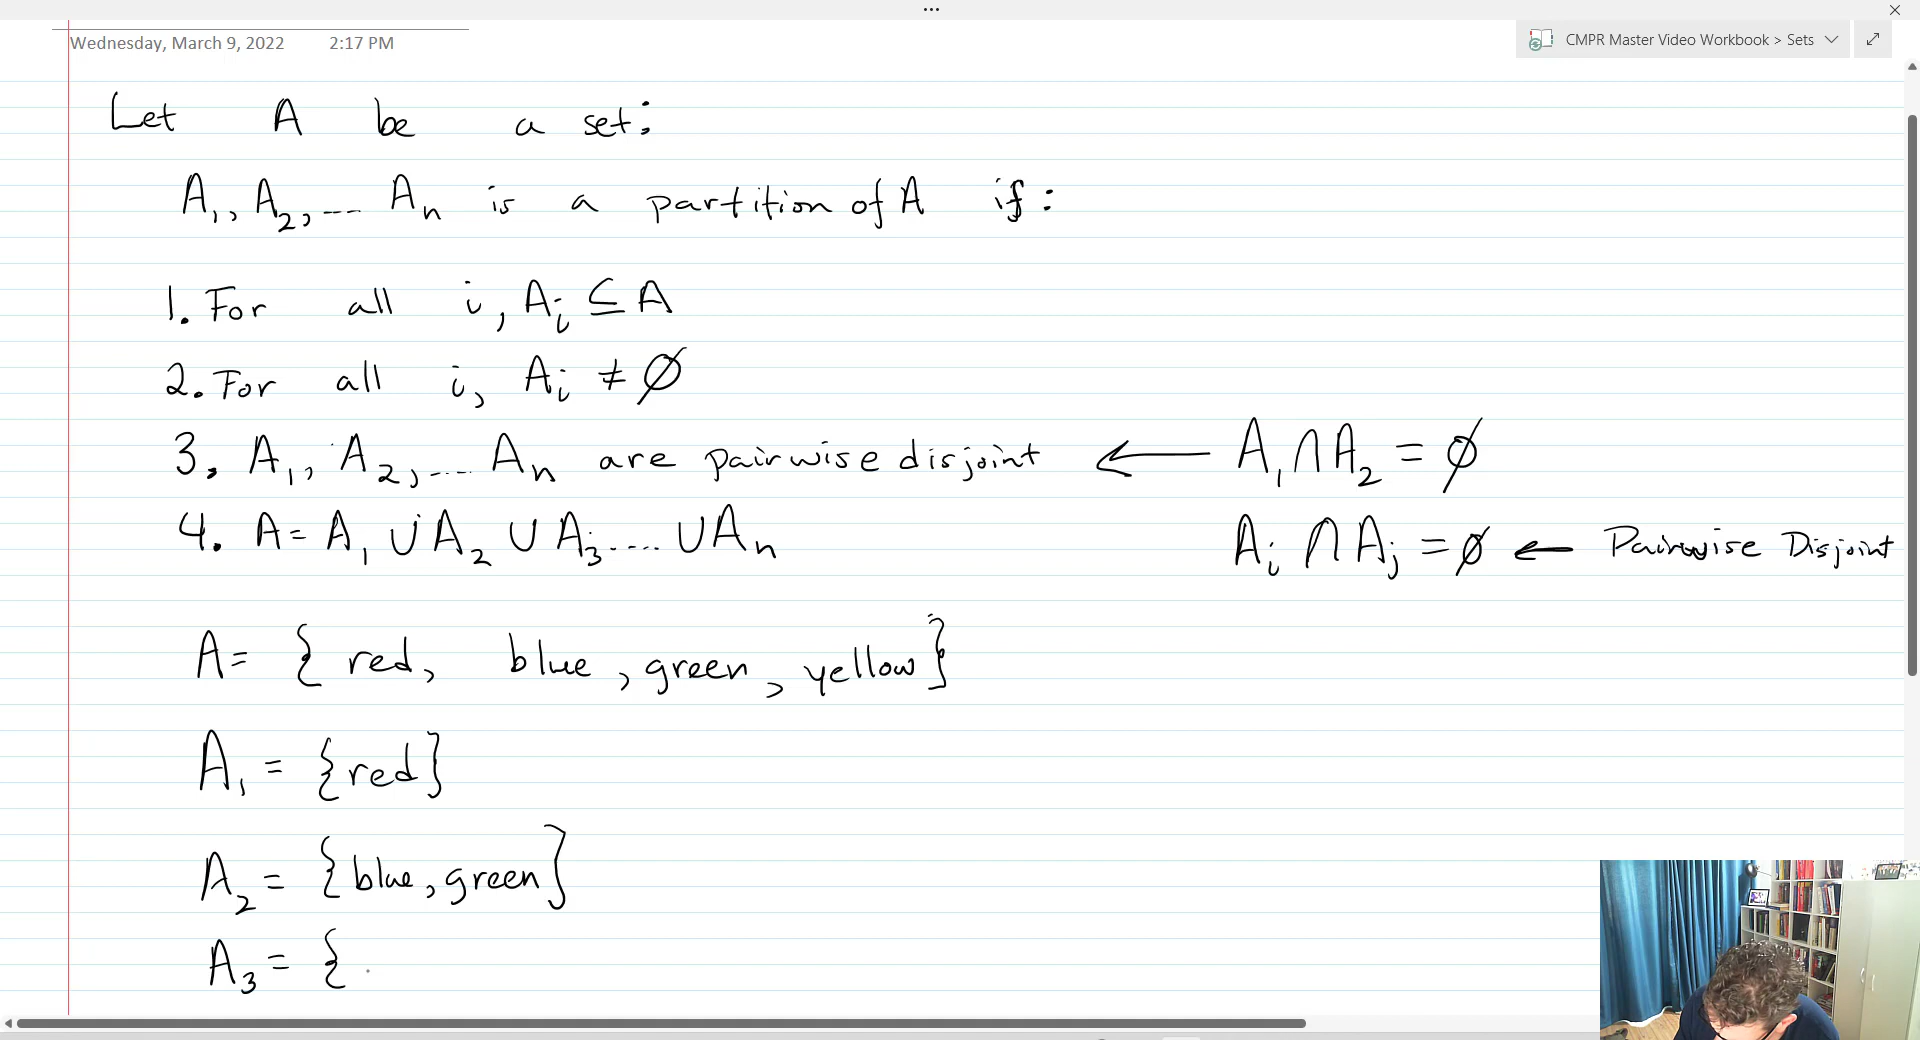 Wednesday, March 9, 2022 2:17 PM
CMPR Master Video Workbook > Sets
Let A be a set:
A₁, A₂, .... Aₙ is a partition of A if:
1. For all i, Aᵢ ⊆ A
2. For all i, Aᵢ ≠ ∅
3. A₁, A₂, .... Aₙ are pairwise disjoint ← A₁ ∩ A₂ = ∅
4. A = A₁ ∪ A₂ ∪ A₃ .... ∪ Aₙ
Aᵢ ∩ Aⱼ = ∅ ← Pairwise Disjoint
A = { red, blue, green, yellow }
A₁ = { red }
A₂ = { blue, green }
A₃ = {